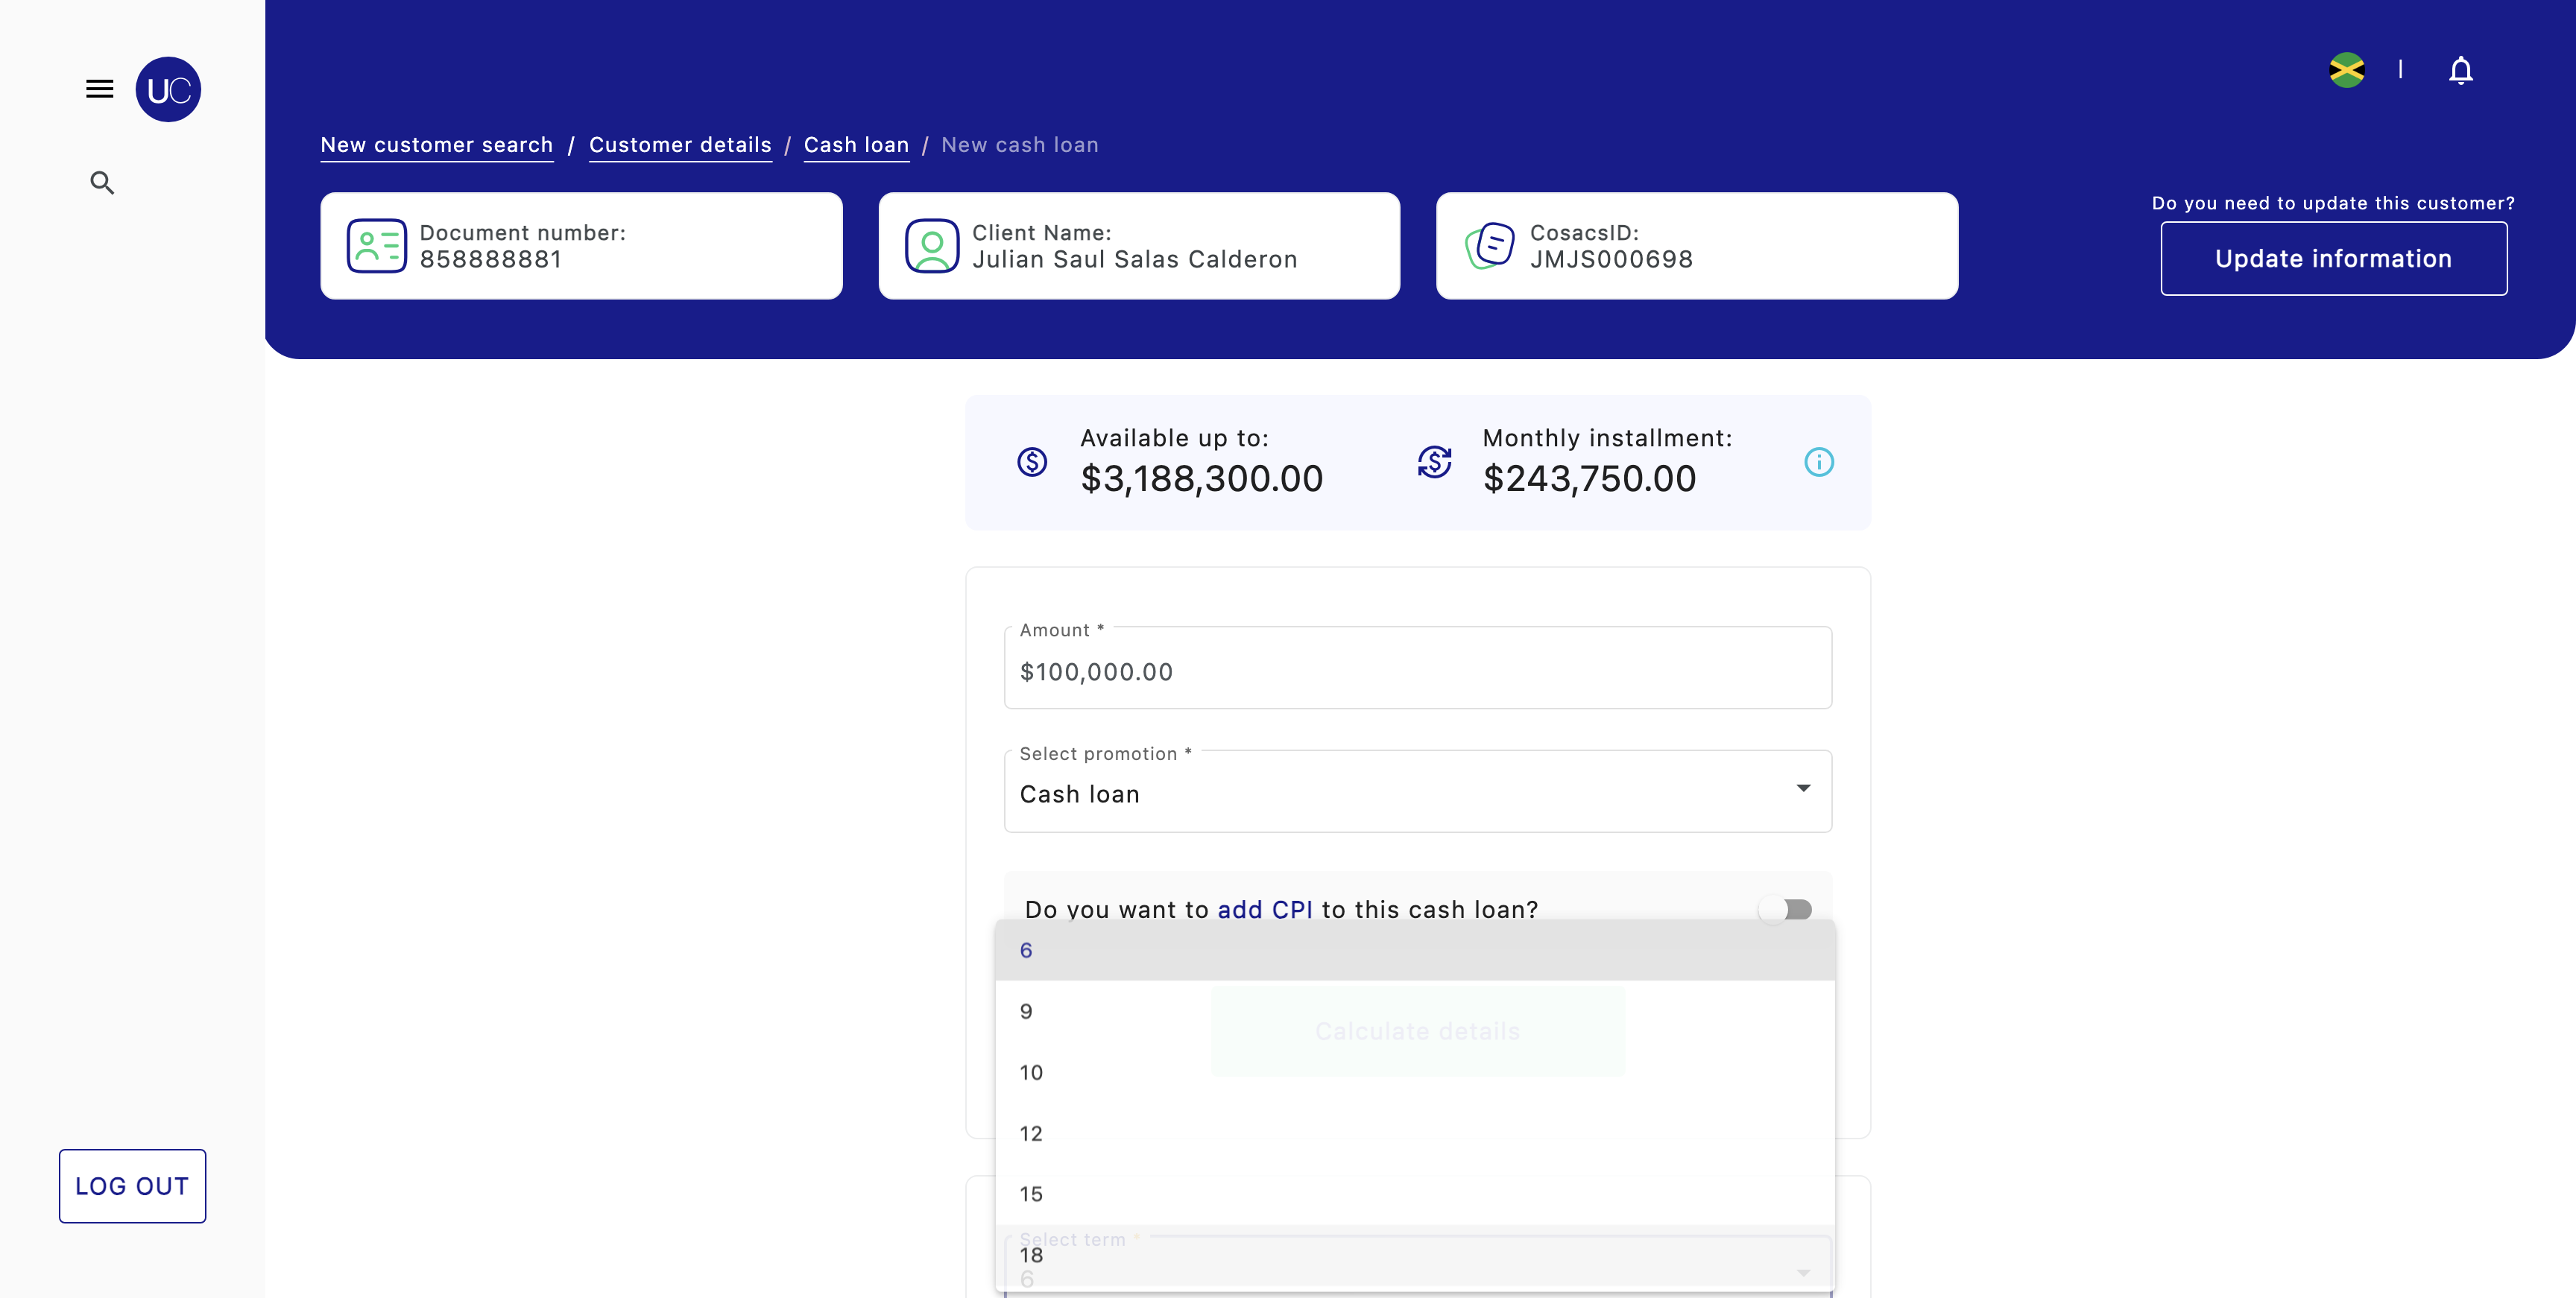 UC
New customer search / Customer details / Cash loan / New cash loan
Document number:
858888881
Client Name:
Julian Saul Salas Calderon
CosacsID:
JMJS000698
Do you need to update this customer?
Update information
Available up to:
$3,188,300.00
Monthly installment:
$243,750.00
Amount *
$100,000.00
Select promotion *
Cash loan
Do you want to add CPI to this cash loan?
6
9
Calculate details
10
12
15
Select term *
18
6
LOG OUT